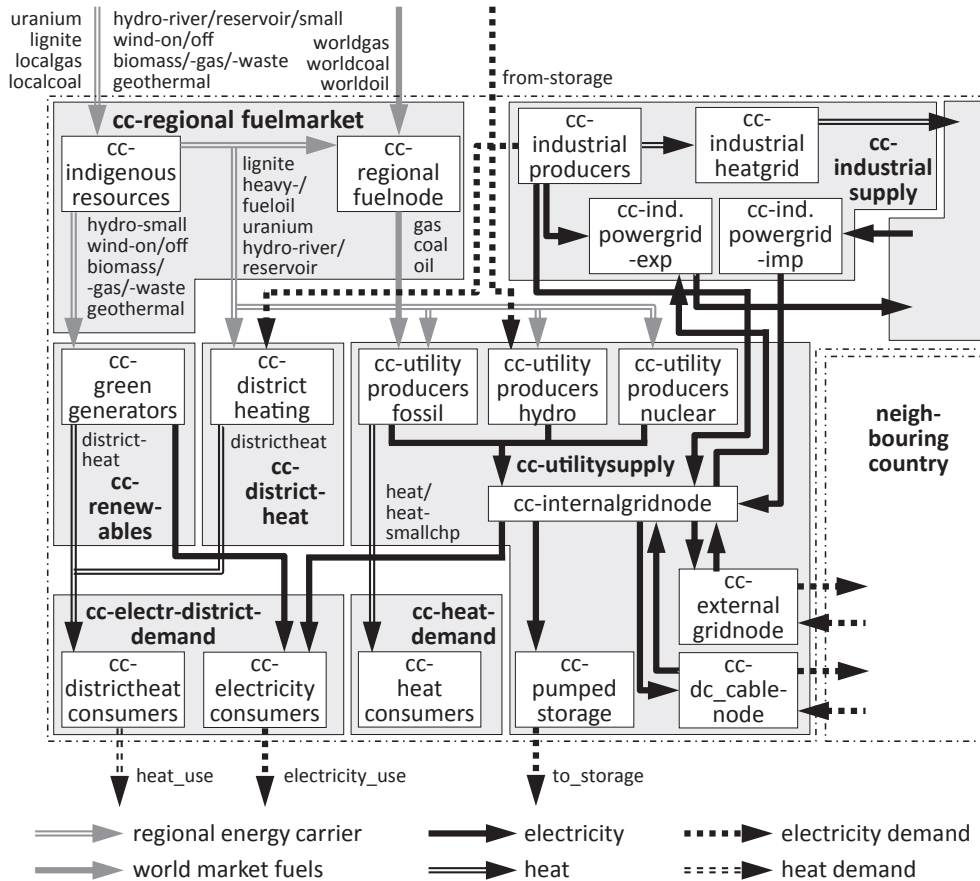 uranium
lignite
localgas
localcoal
hydro-river/reservoir/small
wind-on/off
biomass/-gas/-waste
geothermal
worldgas
worldcoal
worldoil
from-storage
cc-regional fuelmarket
cc-
indigenous
resources
lignite
heavy-/
fueloil
uranium
hydro-river/
reservoir
cc-
regional
fuelnode
hydro-small
wind-on/off
biomass/
-gas/-waste
geothermal
gas
coal
oil
cc-
industrial
producers
cc-
industrial
heatgrid
cc-
industrial
supply
cc-ind.
powergrid
-exp
cc-ind.
powergrid
-imp
cc-
green
generators
cc-
district
heating
cc-utility
producers
fossil
cc-utility
producers
hydro
cc-utility
producers
nuclear
neigh-
bouring
country
district-
heat
cc-
renew-
ables
districtheat
cc-
district-
heat
heat/
heat-
smallchp
cc-utilitysupply
cc-internalgridnode
cc-
external
gridnode
cc-electr-district-
demand
cc-heat-
demand
cc-
districtheat
consumers
cc-
electricity
consumers
cc-
heat
consumers
cc-
pumped
storage
cc-
dc_cable-
node
heat_use
electricity_use
to_storage
regional energy carrier
electricity
electricity demand
world market fuels
heat
heat demand